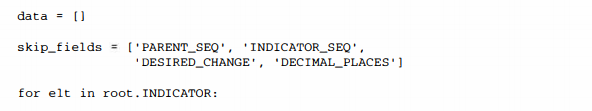 data = []
skip_fields = ['PARENT_SEQ', 'INDICATOR_SEQ',
'DESIRED_CHANGE', 'DECIMAL_PLACES']
for elt in root.INDICATOR: